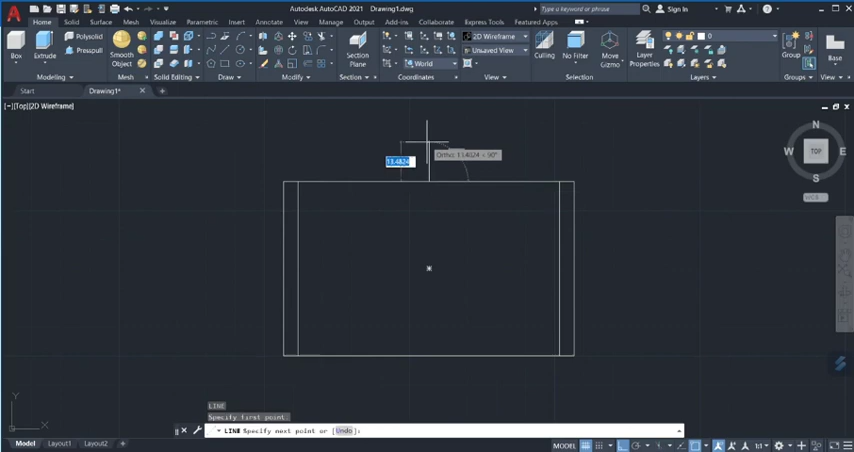 Autodesk AutoCAD 2021 Drawing1.dwg
Type a keyword or phrase
Sign In
Home Solid Surface Mesh Visualize Parametric Insert Annotate View Manage Output Add-ins Collaborate Express Tools Featured Apps
Polysolid
Presspull
Box
Extrude
Smooth
Object
Section
Plane
2D Wireframe
Unsaved View
World
Culling
No Filter
Move
Gizmo
Layer
Properties
0
Group
Base
Modeling
Mesh
Solid Editing
Draw
Modify
Section
Coordinates
View
Selection
Layers
Groups
View
Start
Drawing1*
[–][Top][2D Wireframe]
N
W
TOP
E
S
WCS
13.4824
Ortho: 13.4824 < 90°
Y
X
LINE
Specify first point:
LINE Specify next point or [Undo]:
Model
Layout1
Layout2
MODEL
1:1